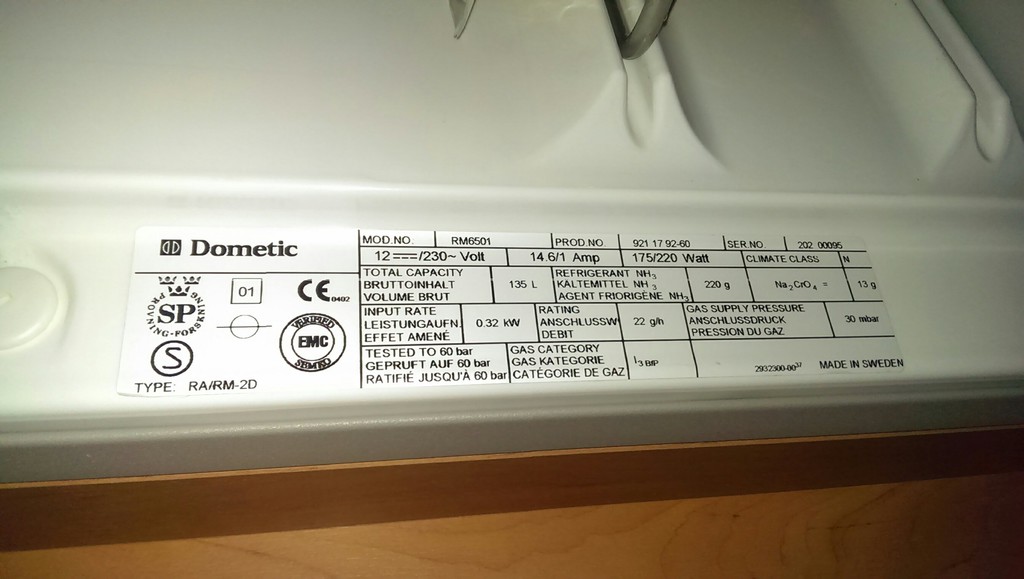 Dometic
MOD.NO. RM6501 PROD.NO. 921 17 92-60 SER.NO. 202 00095
12 ⎓/230~ Volt 14.6/1 Amp 175/220 Watt CLIMATE CLASS N
TOTAL CAPACITY
BRUTTOINHALT
VOLUME BRUT
135 L
REFRIGERANT NH₃
KÄLTEMITTEL NH₃
AGENT FRIORIGÈNE NH₃
220 g
Na₂CrO₄ = 13 g
INPUT RATE
LEISTUNGAUFN.
EFFET AMENÉ
0.32 kW
RATING
ANSCHLUSSW
DEBIT
22 g/h
GAS SUPPLY PRESSURE
ANSCHLUSSDRUCK
PRESSION DU GAZ
30 mbar
TESTED TO 60 bar
GEPRUFT AUF 60 bar
RATIFIÉ JUSQU'À 60 bar
GAS CATEGORY
GAS KATEGORIE
CATÉGORIE DE GAZ
I₃ B/P
2932300-00³⁷ MADE IN SWEDEN
SP
PROVNING-FORSKNING
01
CE 0402
S
VERIFIED
EMC
SEMKO
TYPE: RA/RM-2D